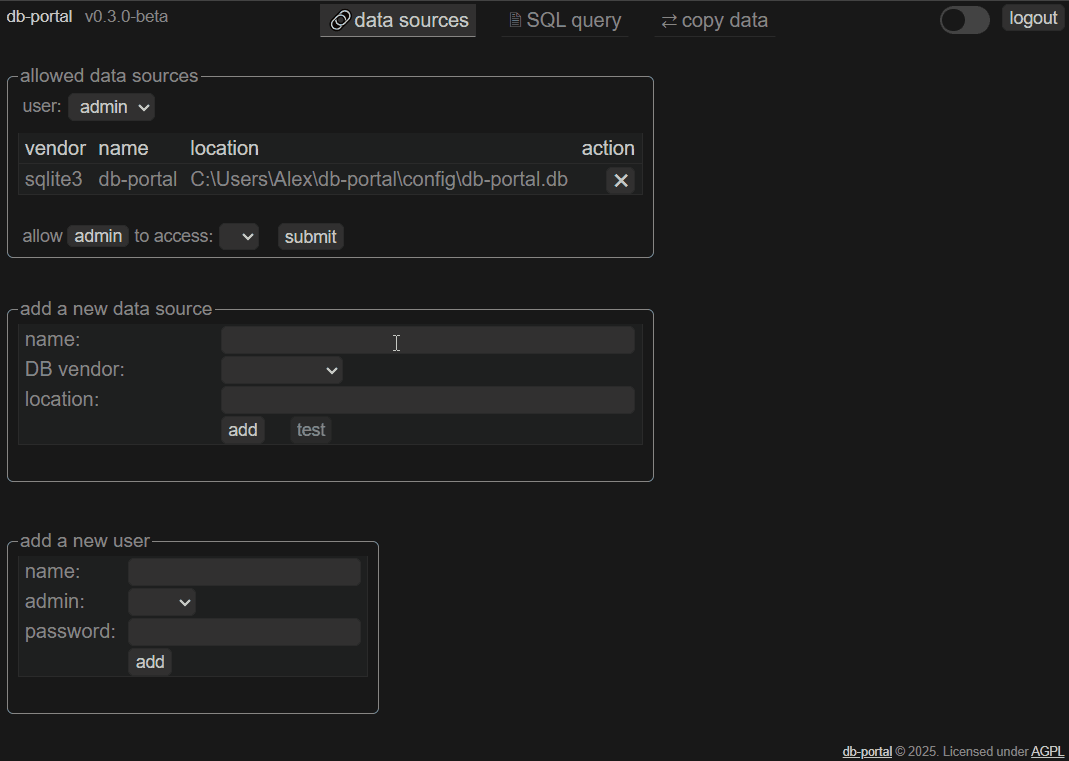 db-portal v0.3.0-beta data sources SQL query copy data logout
allowed data sources
user: admin
vendor name location action
sqlite3 db-portal C:\Users\Alex\db-portal\config\db-portal.db
allow admin to access: submit
add a new data source
name:
DB vendor:
location:
add test
add a new user
name:
admin:
password:
add
db-portal © 2025. Licensed under AGPL